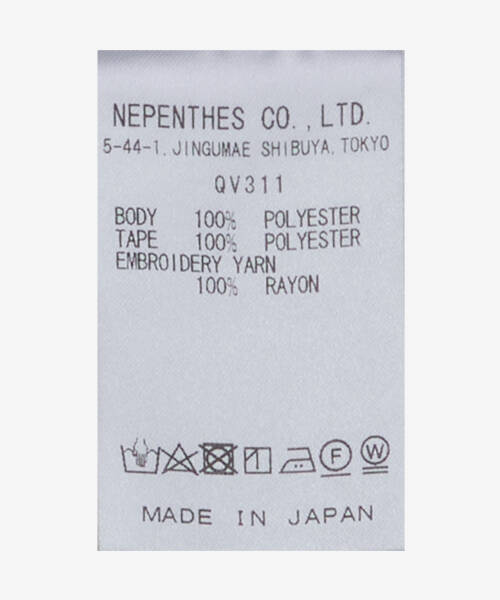 NEPENTHES CO.,LTD.
5-44-1, JINGUMAE SHIBUYA, TOKYO
QV311
BODY 100% POLYESTER
TAPE 100% POLYESTER
EMBROIDERY YARN
100% RAYON
F W
MADE IN JAPAN